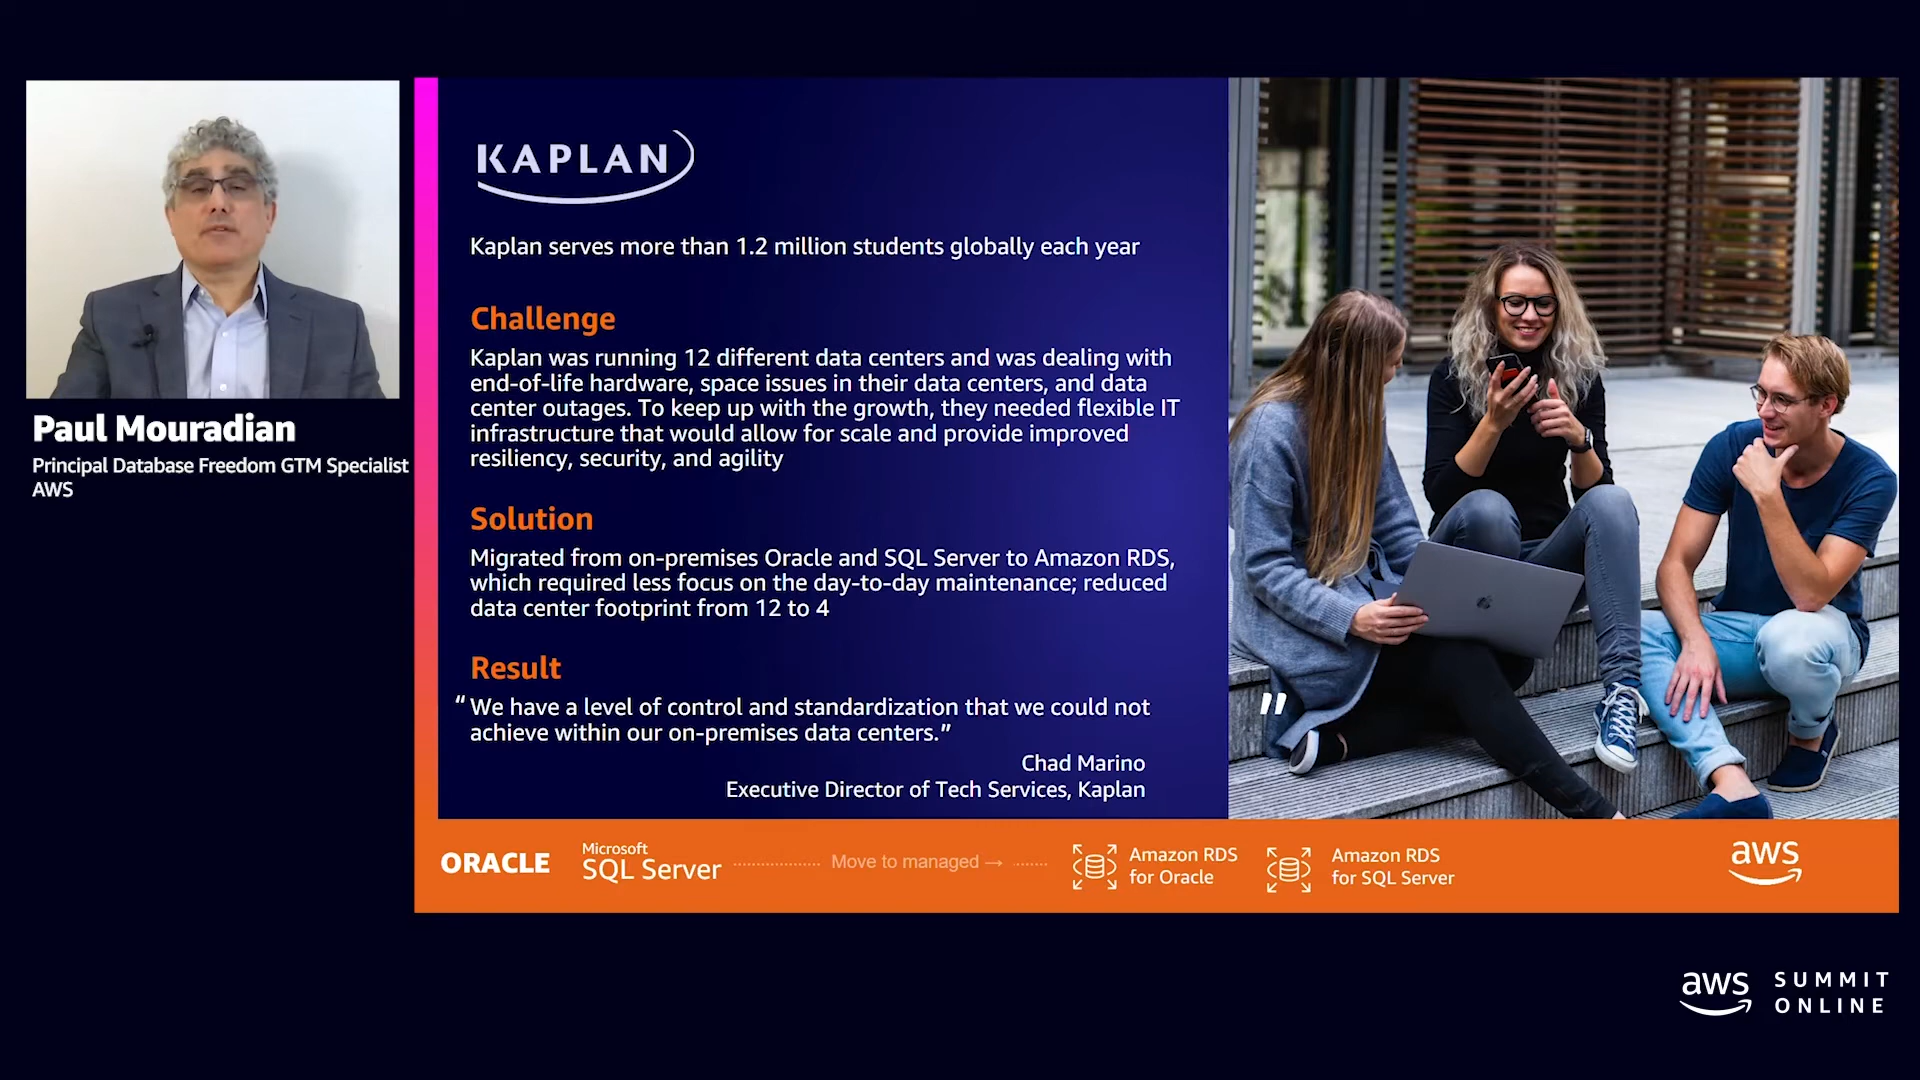 Paul Mouradian
Principal Database Freedom GTM Specialist
AWS
KAPLAN
Kaplan serves more than 1.2 million students globally each year
Challenge
Kaplan was running 12 different data centers and was dealing with
end-of-life hardware, space issues in their data centers, and data
center outages. To keep up with the growth, they needed flexible IT
infrastructure that would allow for scale and provide improved
resiliency, security, and agility
Solution
Migrated from on-premises Oracle and SQL Server to Amazon RDS,
which required less focus on the day-to-day maintenance; reduced
data center footprint from 12 to 4
Result
“We have a level of control and standardization that we could not
achieve within our on-premises data centers.”
Chad Marino
Executive Director of Tech Services, Kaplan
”
ORACLE
Microsoft
SQL Server
Move to managed →
Amazon RDS
for Oracle
Amazon RDS
for SQL Server
aws
aws SUMMIT
ONLINE